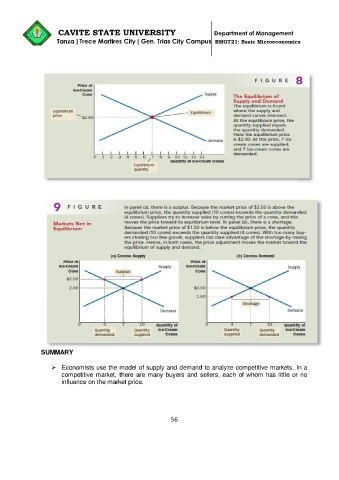 CAVITE STATE UNIVERSITY
Department of Management
Tanza | Trece Martires City | Gen. Trias City Campus
BMGT21: Basic Microeconomics
FIGURE 8
The Equilibrium of
Supply and Demand
The equilibrium is found
where the supply and
demand curves intersect.
At the equilibrium price, the
quantity supplied equals
the quantity demanded.
Here the equilibrium price
is $2.00: At this price, 7 ice-
cream cones are supplied,
and 7 ice-cream cones are
demanded.
Price of
Ice-Cream
Cone
Supply
Equilibrium
price
$2.00
Equilibrium
Demand
0 1 2 3 4 5 6 7 8 9 10 11 12 13
Quantity of Ice-Cream Cones
Equilibrium
quantity
9 FIGURE
Markets Not in
Equilibrium
In panel (a), there is a surplus. Because the market price of $2.50 is above the
equilibrium price, the quantity supplied (10 cones) exceeds the quantity demanded
(4 cones). Suppliers try to increase sales by cutting the price of a cone, and this
moves the price toward its equilibrium level. In panel (b), there is a shortage.
Because the market price of $1.50 is below the equilibrium price, the quantity
demanded (10 cones) exceeds the quantity supplied (4 cones). With too many buy-
ers chasing too few goods, suppliers can take advantage of the shortage by raising
the price. Hence, in both cases, the price adjustment moves the market toward the
equilibrium of supply and demand.
(a) Excess Supply
Price of
Ice-Cream
Cone
Surplus
Supply
$2.50
2.00
Demand
0 4 7 10
Quantity
demanded
Quantity
supplied
Quantity of
Ice-Cream
Cones
(b) Excess Demand
Price of
Ice-Cream
Cone
Supply
$2.00
1.50
Shortage
Demand
0 4 7 10
Quantity
supplied
Quantity
demanded
Quantity of
Ice-Cream
Cones
SUMMARY
➢ Economists use the model of supply and demand to analyze competitive markets. In a
competitive market, there are many buyers and sellers, each of whom has little or no
influence on the market price.
56